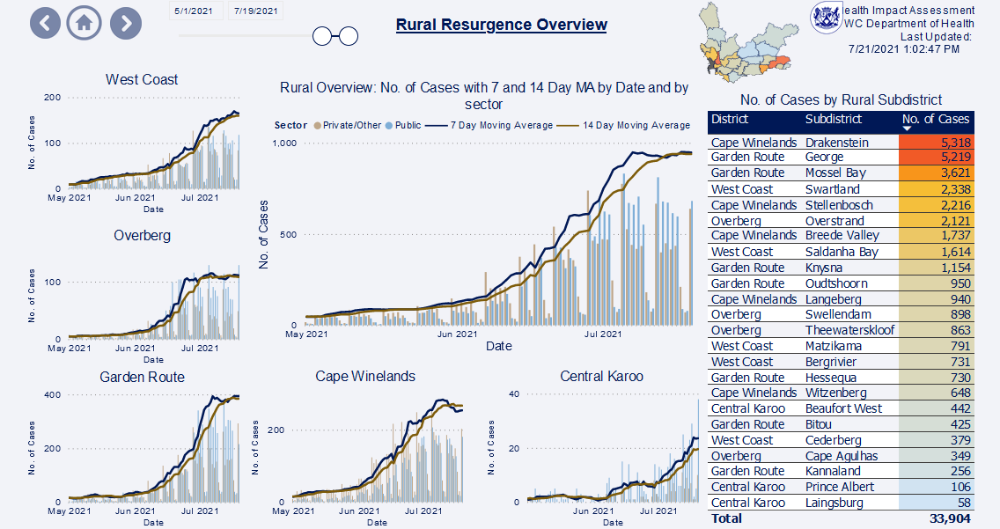 5/1/2021
7/19/2021
Rural Resurgence Overview
ealth Impact Assessment
WC Department of Health
Last Updated:
7/21/2021 1:02:47 PM
West Coast
No. of Cases
200
100
0
May 2021
Jun 2021
Jul 2021
Date
Overberg
No. of Cases
100
0
May 2021
Jun 2021
Jul 2021
Date
Rural Overview: No. of Cases with 7 and 14 Day MA by Date and by
sector
Sector Private/Other Public 7 Day Moving Average 14 Day Moving Average
No. of Cases
1,000
500
0
May 2021
Jun 2021
Jul 2021
Date
Garden Route
No. of Cases
400
200
0
May 2021
Jun 2021
Jul 2021
Date
Cape Winelands
No. of Cases
200
0
May 2021
Jun 2021
Jul 2021
Date
Central Karoo
No. of Cases
40
20
0
Jun 2021
Jul 2021
Date
No. of Cases by Rural Subdistrict
District Subdistrict No. of Cases
Cape Winelands Drakenstein 5,318
Garden Route George 5,219
Garden Route Mossel Bay 3,621
West Coast Swartland 2,338
Cape Winelands Stellenbosch 2,216
Overberg Overstrand 2,121
Cape Winelands Breede Valley 1,737
West Coast Saldanha Bay 1,614
Garden Route Knysna 1,154
Garden Route Oudtshoorn 950
Cape Winelands Langeberg 940
Overberg Swellendam 898
Overberg Theewaterskloof 863
West Coast Matzikama 791
West Coast Bergrivier 731
Garden Route Hessequa 730
Cape Winelands Witzenberg 648
Central Karoo Beaufort West 442
Garden Route Bitou 425
West Coast Cederberg 379
Overberg Cape Agulhas 349
Garden Route Kannaland 256
Central Karoo Prince Albert 106
Central Karoo Laingsburg 58
Total 33,904